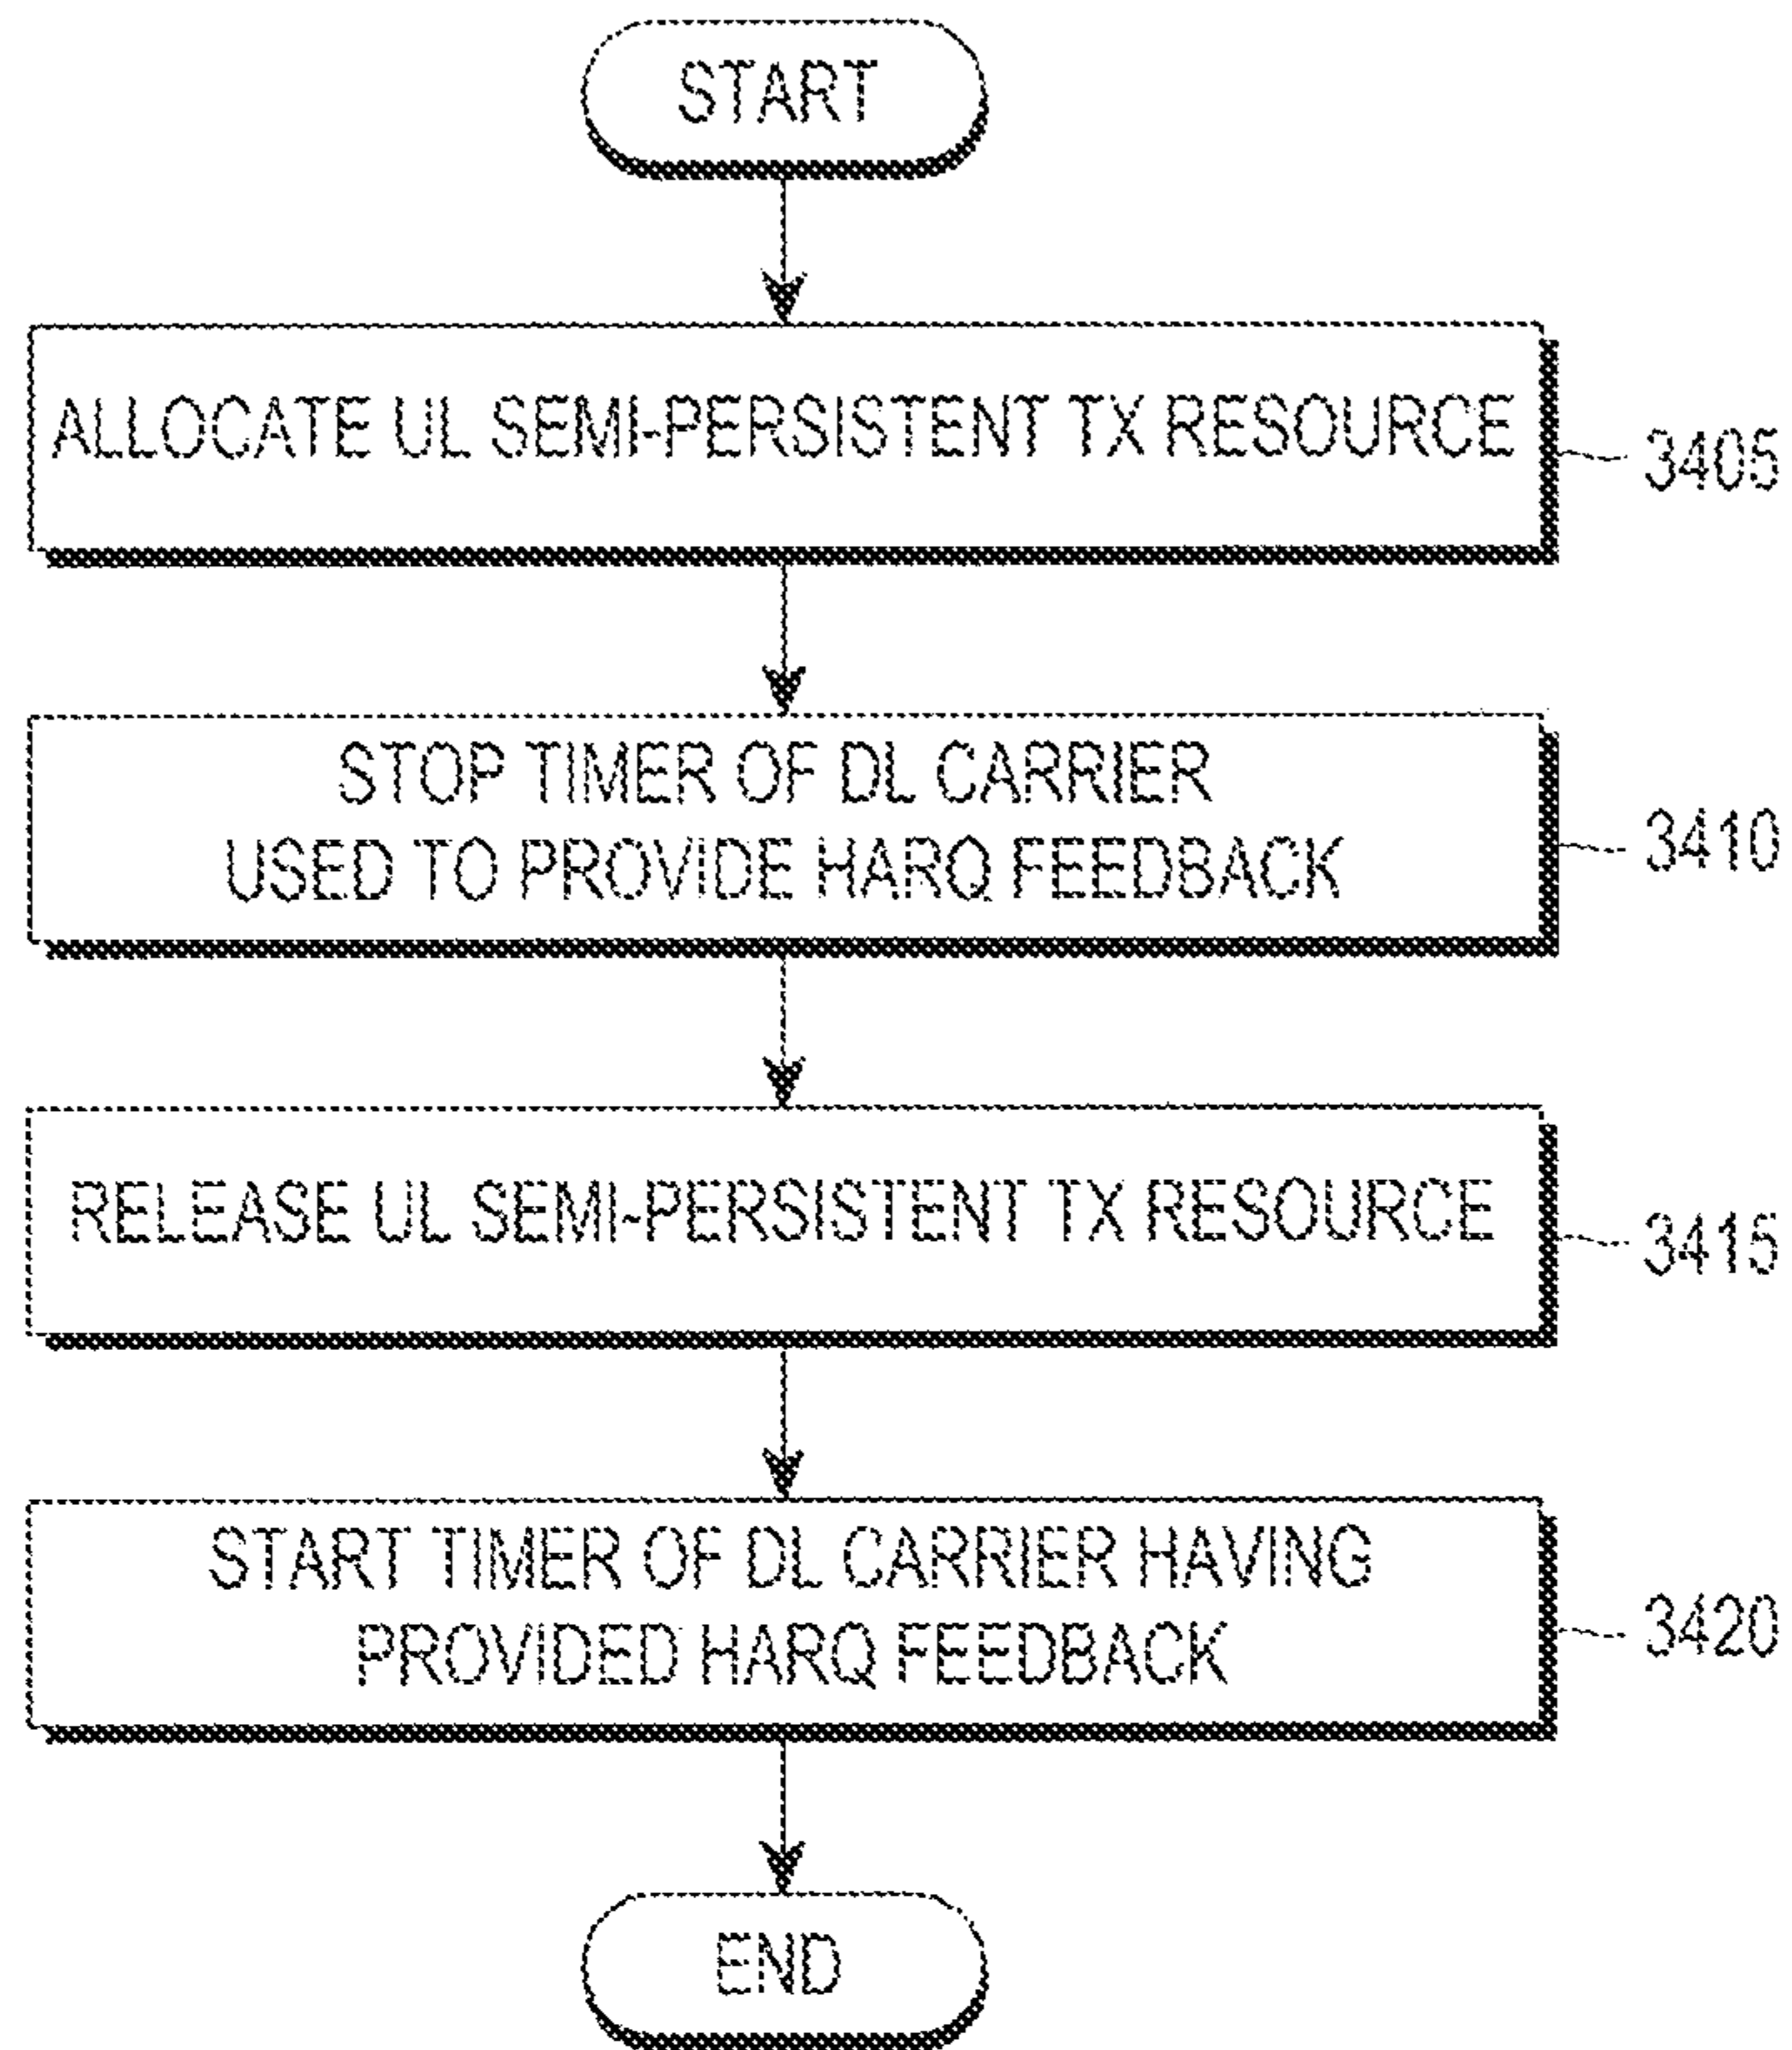 START
ALLOCATE UL SEMI-PERSISTENT TX RESOURCE
3405
STOP TIMER OF DL CARRIER
USED TO PROVIDE HARQ FEEDBACK
3410
RELEASE UL SEMI-PERSISTENT TX RESOURCE
3415
START TIMER OF DL CARRIER HAVING
PROVIDED HARQ FEEDBACK
3420
END